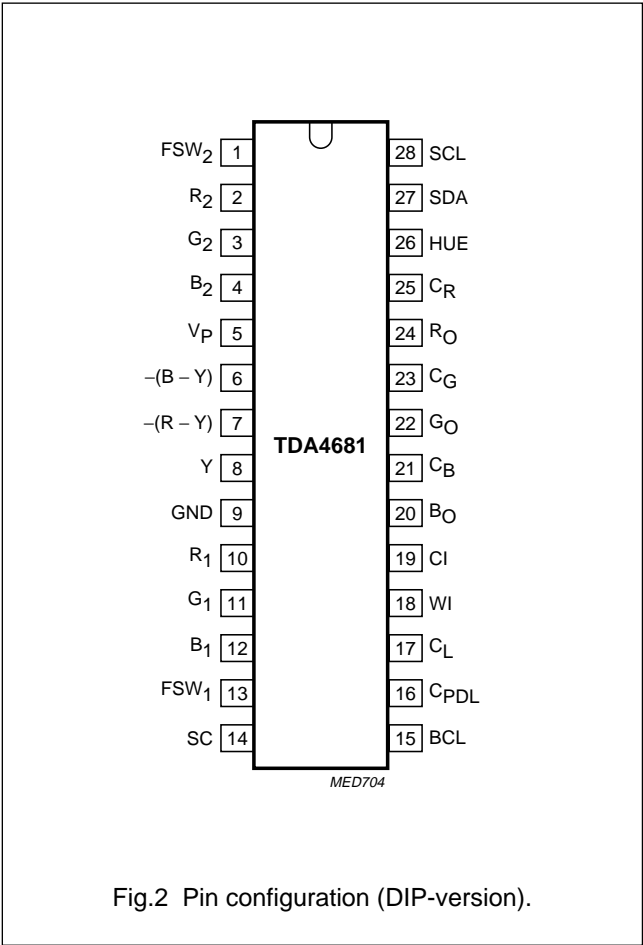 FSW2 1 28 SCL
R2 2 27 SDA
G2 3 26 HUE
B2 4 25 CR
VP 5 24 RO
−(B − Y) 6 23 CG
−(R − Y) 7 22 GO
TDA4681
Y 8 21 CB
GND 9 20 BO
R1 10 19 CI
G1 11 18 WI
B1 12 17 CL
FSW1 13 16 CPDL
SC 14 15 BCL
MED704
Fig.2 Pin configuration (DIP-version).